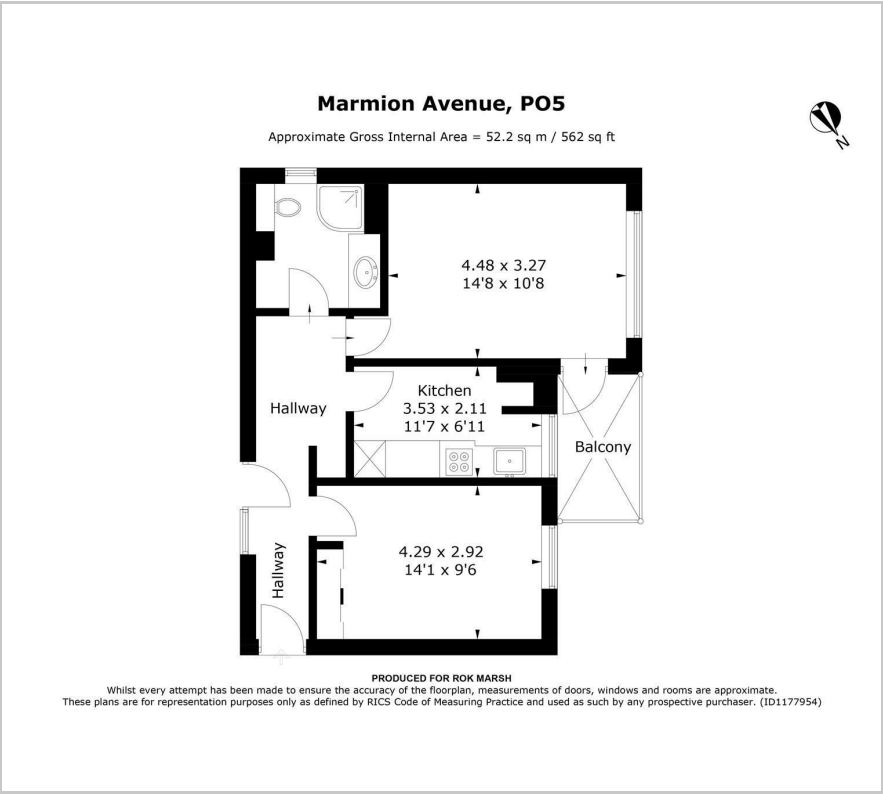 Marmion Avenue, PO5
Approximate Gross Internal Area = 52.2 sq m / 562 sq ft
N
4.48 x 3.27
14'8 x 10'8
Kitchen
3.53 x 2.11
11'7 x 6'11
Hallway
Balcony
4.29 x 2.92
14'1 x 9'6
Hallway
PRODUCED FOR ROK MARSH
Whilst every attempt has been made to ensure the accuracy of the floorplan, measurements of doors, windows and rooms are approximate.
These plans are for representation purposes only as defined by RICS Code of Measuring Practice and used as such by any prospective purchaser. (ID1177954)